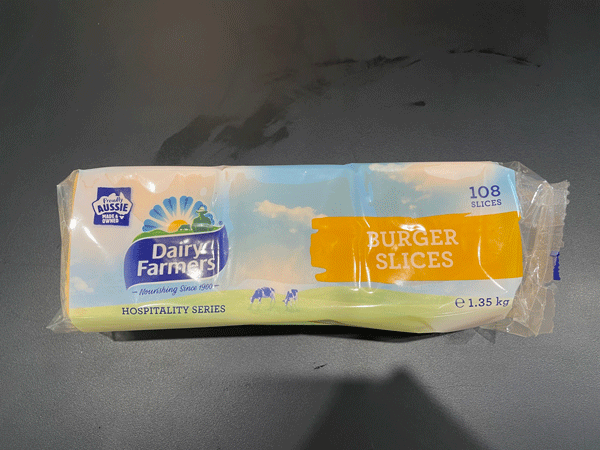 Proudly
AUSSIE
MADE &
OWNED
Dairy
Farmers
Nourishing Since 1900
HOSPITALITY SERIES
108
SLICES
BURGER
SLICES
℮ 1.35 kg